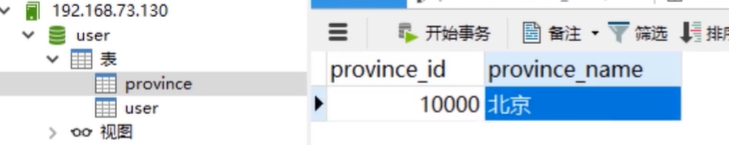 192.168.73.130
user
表
province
user
视图
开始事务
备注
筛选
排序
province_id province_name
10000 北京